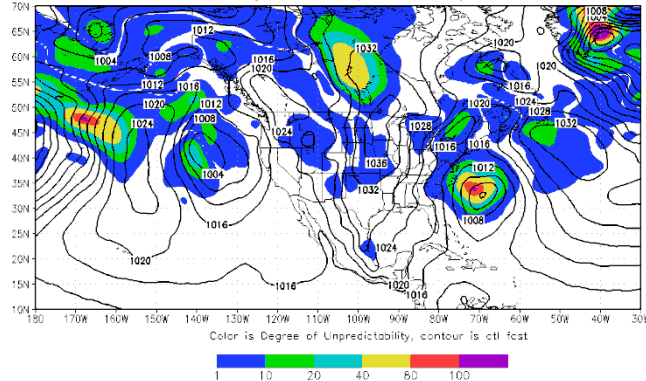 70N
60N
50N
45N
40N
35N
30N
25N
20N
15N
10N
180 170W 160W 150W 140W 130W 120W 110W 100W 90W 80W 70W 60W 50W 40W 30W
1012 1032 1008 1004
1004 1008 1016 1020 1020
1012 1016 1016
1020 1012 1020 1024
1024 1008 1024 1028 1028 1032
1016 1016
1004 1036 1012
1032
1016 1008
1020 1024
1016 1020
1016
Color is Degree of Unpredictability, contour is ctl fcst
1 10 20 40 60 100